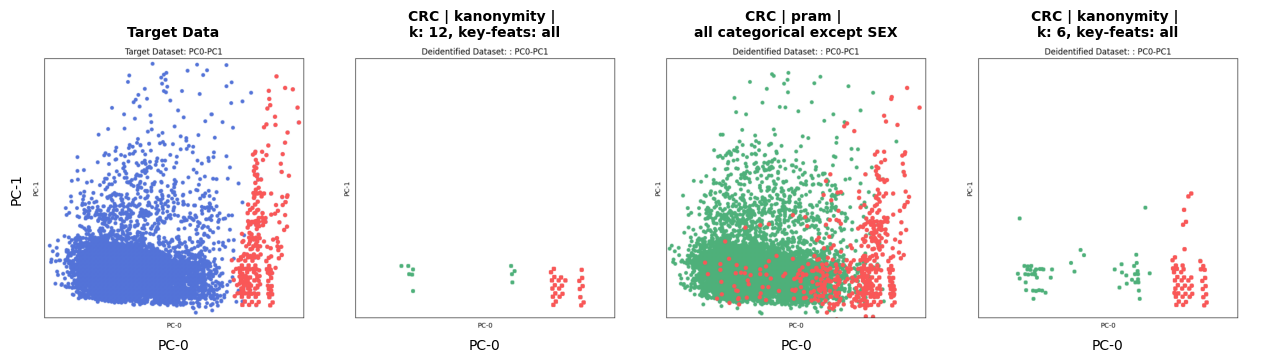 Target Data
Target Dataset: PC0-PC1
PC-1
PC-1
PC-0
PC-0
CRC | kanonymity |
k: 12, key-feats: all
Deidentified Dataset: : PC0-PC1
PC-1
PC-0
PC-0
CRC | pram |
all categorical except SEX
Deidentified Dataset: : PC0-PC1
PC-1
PC-0
PC-0
CRC | kanonymity |
k: 6, key-feats: all
Deidentified Dataset: : PC0-PC1
PC-1
PC-0
PC-0